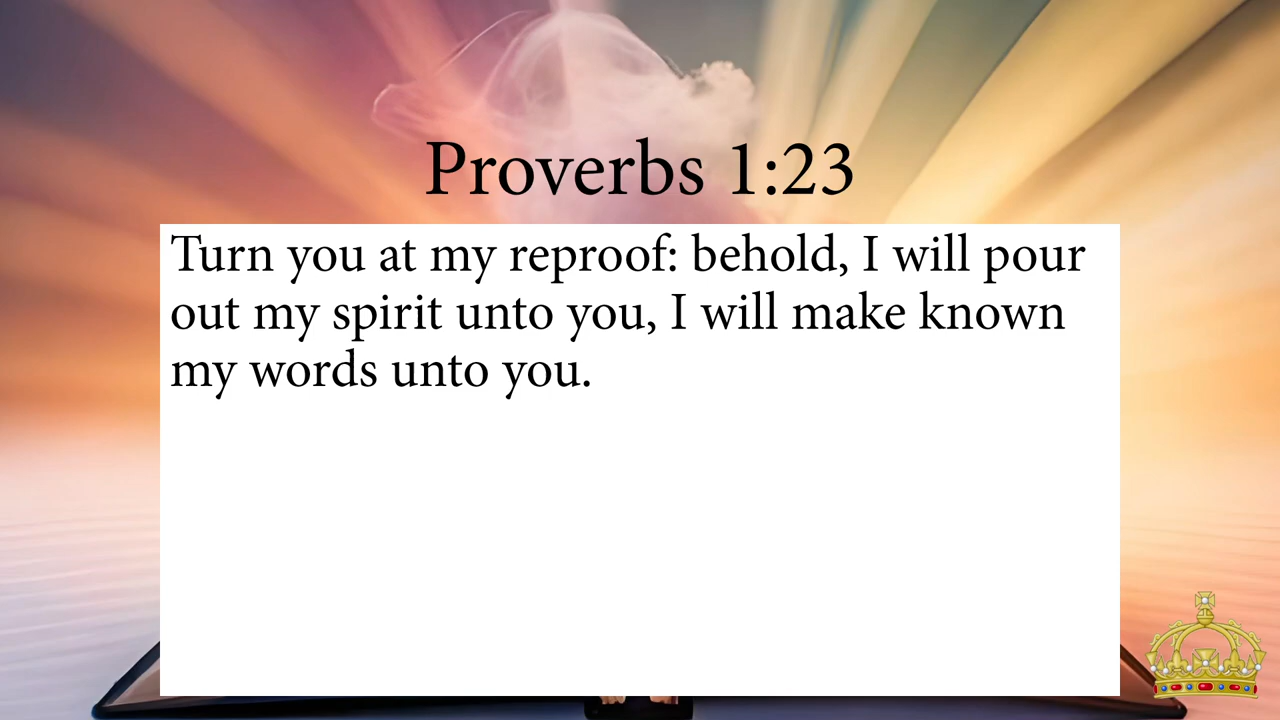 Proverbs 1:23
Turn you at my reproof: behold, I will pour
out my spirit unto you, I will make known
my words unto you.